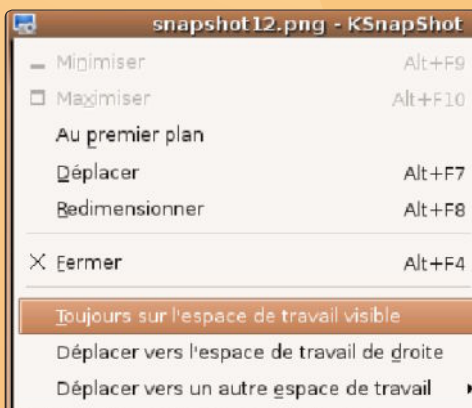 snapshot12.png - KSnapShot
Minimiser Alt+F9
Maximiser Alt+F10
Au premier plan
Déplacer Alt+F7
Redimensionner Alt+F8
Fermer Alt+F4
Toujours sur l'espace de travail visible
Déplacer vers l'espace de travail de droite
Déplacer vers un autre espace de travail